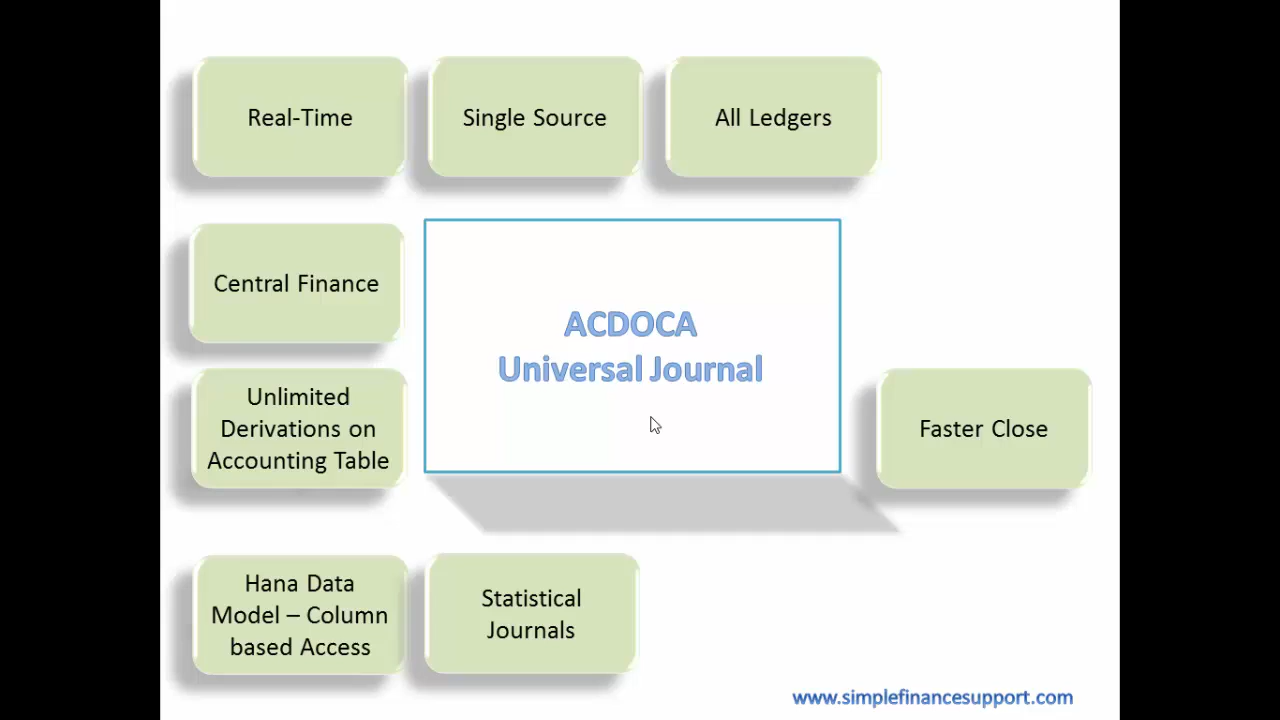 Real-Time
Single Source
All Ledgers
Central Finance
ACDOCA
Universal Journal
Unlimited
Derivations on
Accounting Table
Faster Close
Hana Data
Model – Column
based Access
Statistical
Journals
www.simplefinancesupport.com